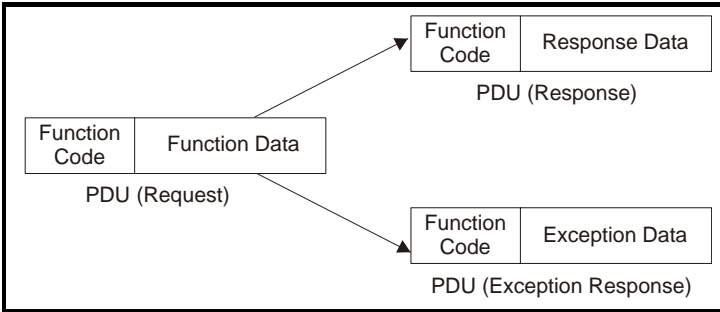 Function
Code
Response Data
PDU (Response)
Function
Code
Function Data
PDU (Request)
Function
Code
Exception Data
PDU (Exception Response)